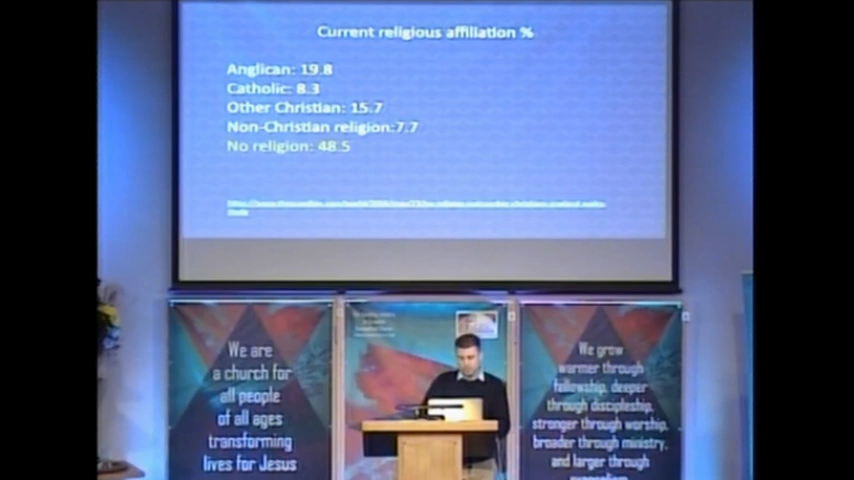 Current religious affiliation %
Anglican: 19.8
Catholic: 8.3
Other Christian: 15.7
Non-Christian religion:7.7
No religion: 48.5
We are
a church for
all people
of all ages
transforming
lives for Jesus
We grow
warmer through
fellowship, deeper
through discipleship,
stronger through worship,
broader through ministry,
and larger through
evangelism